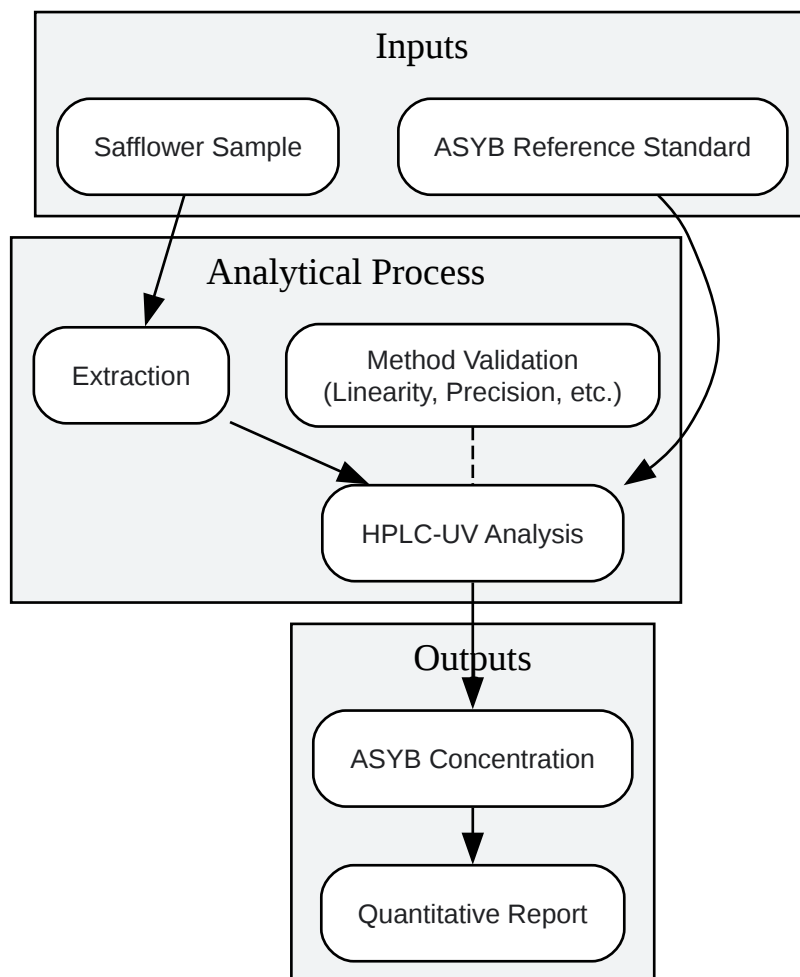 Inputs
Safflower Sample
ASYB Reference Standard
Analytical Process
Extraction
Method Validation
(Linearity, Precision, etc.)
HPLC-UV Analysis
Outputs
ASYB Concentration
Quantitative Report